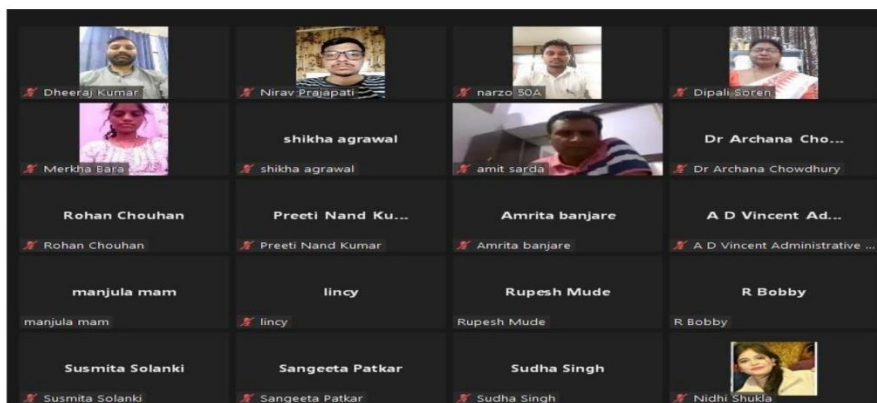 Dheeraj Kumar
Nirav Prajapati
narzo 50A
Dipali Soren
Merkha Bara
shikha agrawal
shikha agrawal
amit sarda
Dr Archana Cho...
Dr Archana Chowdhury
Rohan Chouhan
Rohan Chouhan
Preeti Nand Ku...
Preeti Nand Kumar
Amrita banjare
Amrita banjare
A D Vincent Ad...
A D Vincent Administrative ...
manjula mam
manjula mam
lincy
lincy
Rupesh Mude
Rupesh Mude
R Bobby
R Bobby
Susmita Solanki
Susmita Solanki
Sangeeta Patkar
Sangeeta Patkar
Sudha Singh
Sudha Singh
Nidhi Shukla